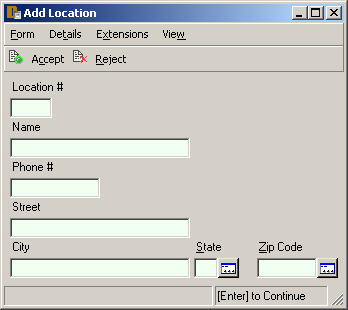 Add Location
Form Details Extensions View
Accept Reject
Location #
Name
Phone #
Street
City State Zip Code
[Enter] to Continue